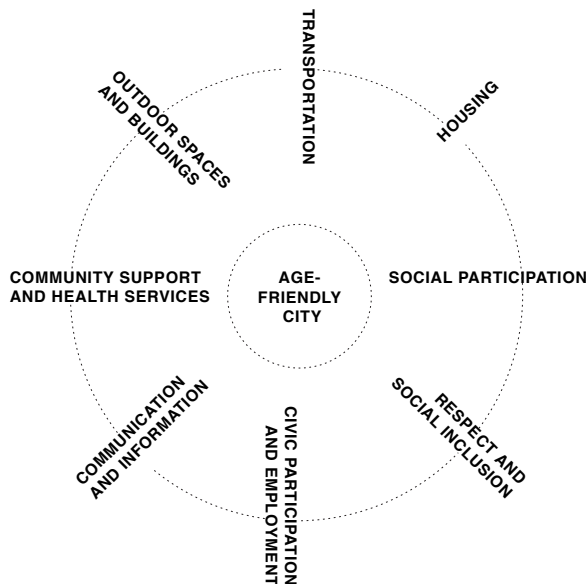 TRANSPORTATION
HOUSING
SOCIAL PARTICIPATION
RESPECT AND
SOCIAL INCLUSION
CIVIC PARTICIPATION
AND EMPLOYMENT
COMMUNICATION
AND INFORMATION
COMMUNITY SUPPORT
AND HEALTH SERVICES
OUTDOOR SPACES
AND BUILDINGS
AGE-
FRIENDLY
CITY